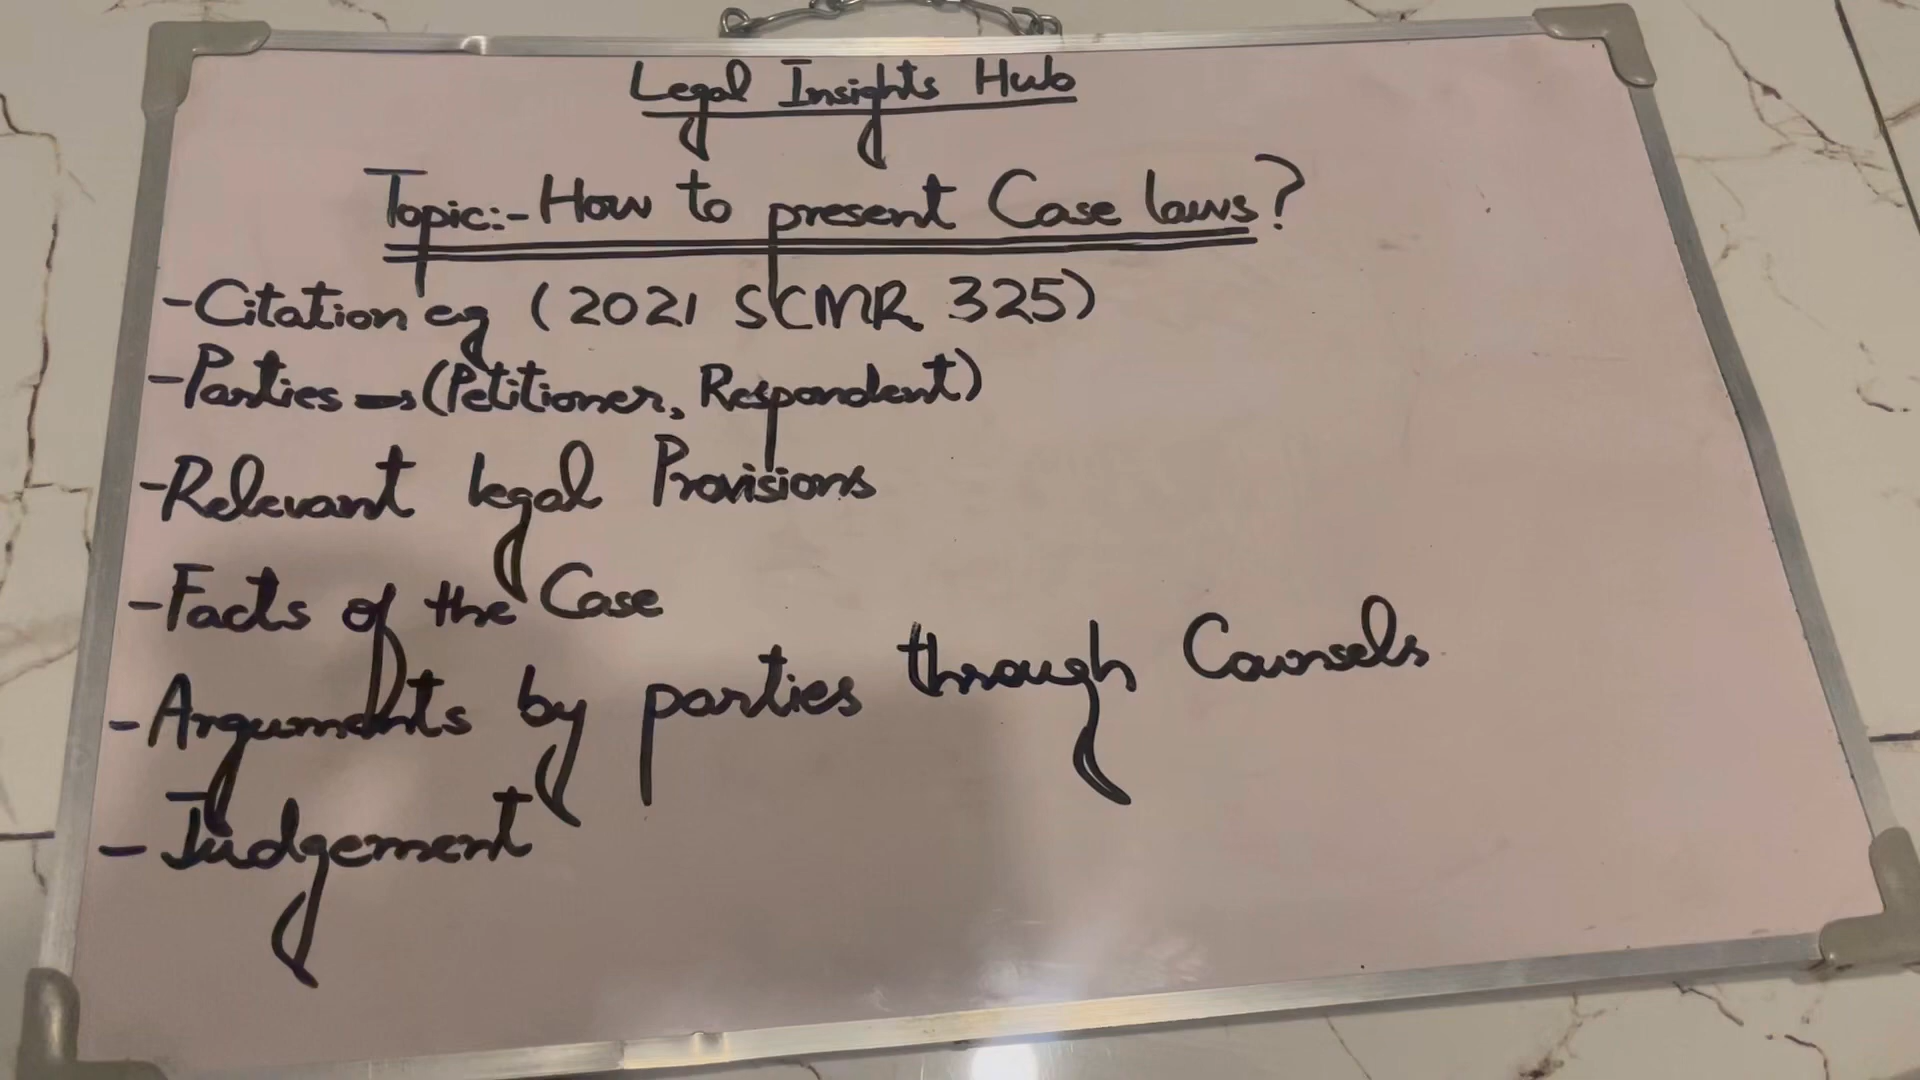 Legal Insights Hub
Topic:- How to present Case laws?
- Citation eg (2021 SCMR 325)
- Parties → (Petitioner, Respondent)
- Relevant legal Provisions
- Facts of the Case
- Arguments by parties through Counsels
- Judgement